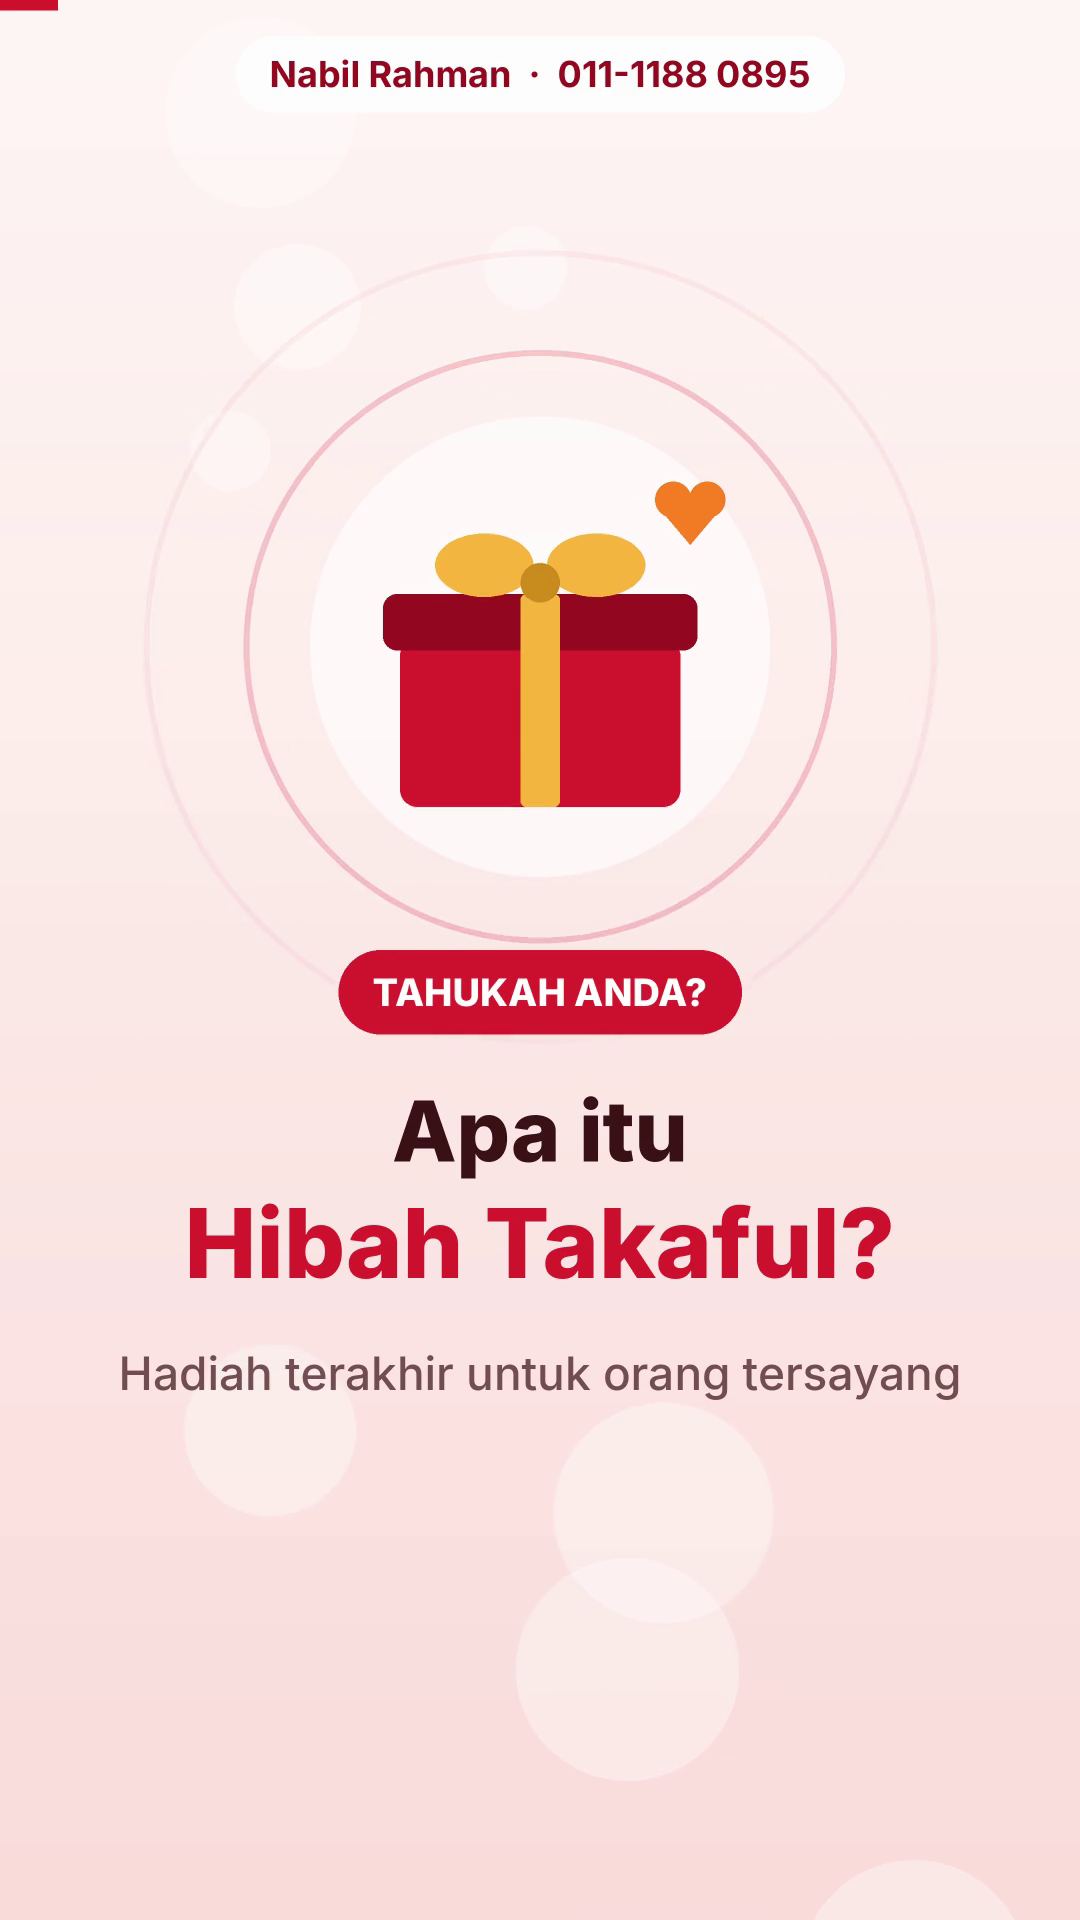 Nabil Rahman · 011-1188 0895
TAHUKAH ANDA?
Apa itu
Hibah Takaful?
Hadiah terakhir untuk orang tersayang